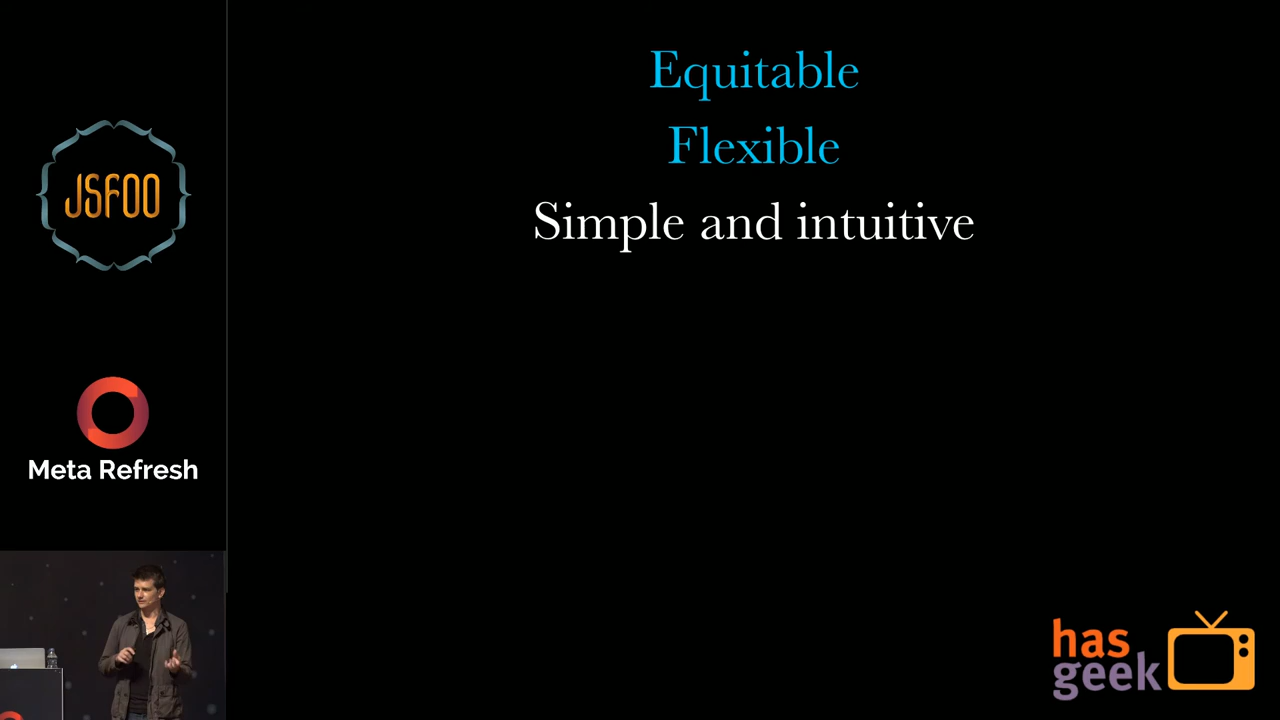 Equitable
Flexible
Simple and intuitive
JSFOO
Meta Refresh
has
geek